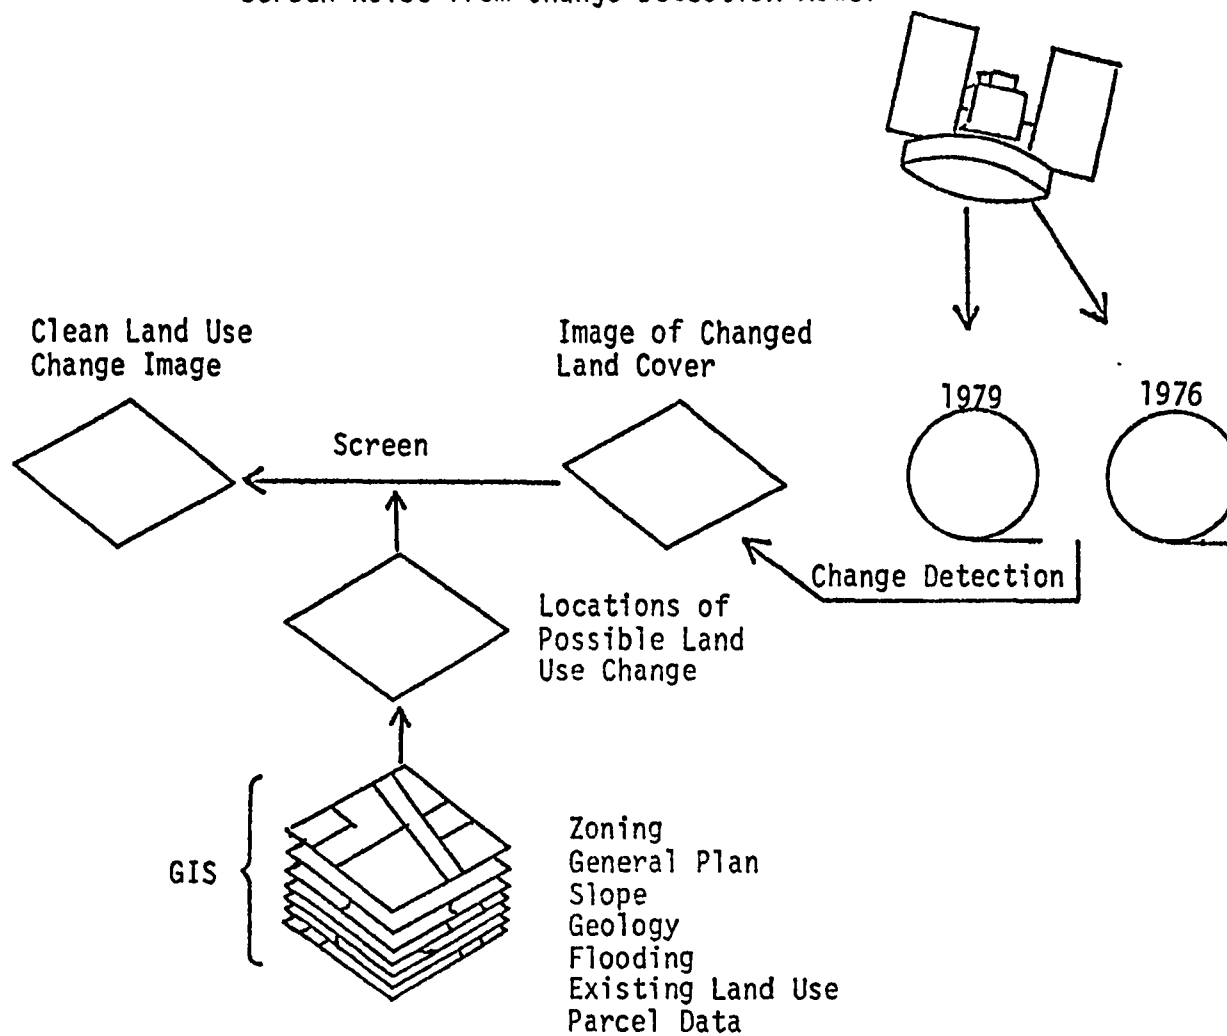 Clean Land Use
Change Image
Image of Changed
Land Cover
1979
1976
Screen
Change Detection
Locations of
Possible Land
Use Change
GIS
Zoning
General Plan
Slope
Geology
Flooding
Existing Land Use
Parcel Data